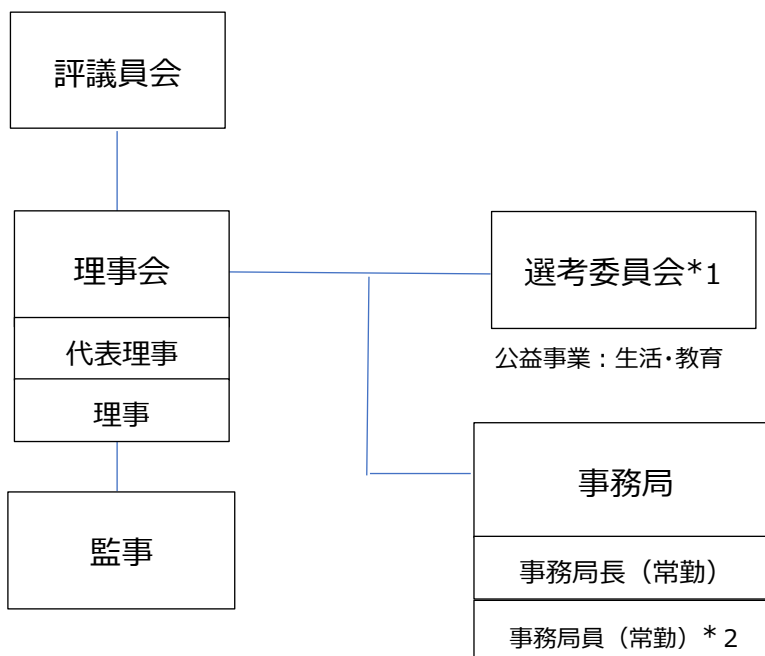 評議員会
理事会
代表理事
理事
監事
選考委員会*1
公益事業：生活・教育
事務局
事務局長（常勤）
事務局員（常勤）*2